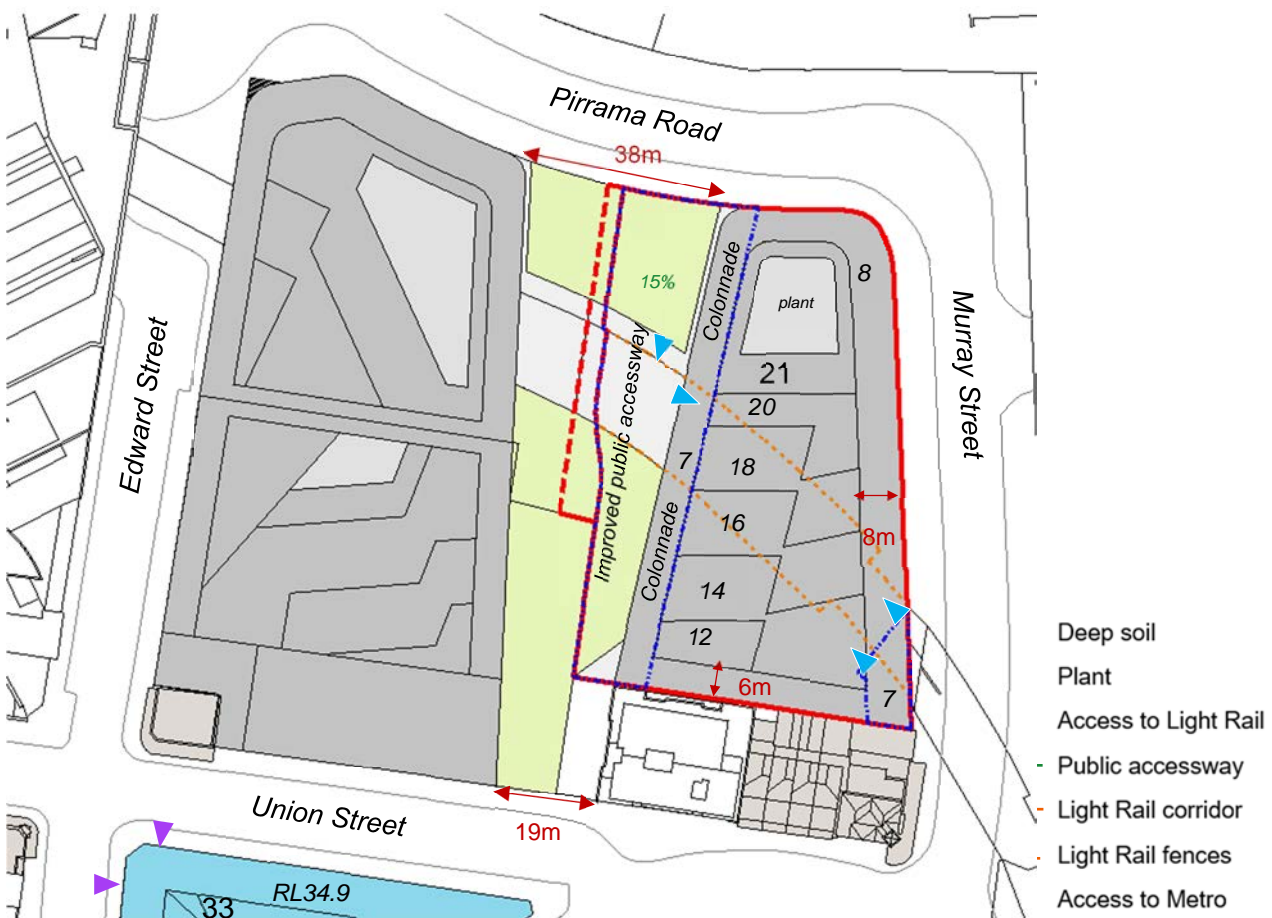 Pirrama Road
38m
15%
Colonnade
8
plant
Murray Street
Edward Street
Improved public accessway
21
20
7
18
16
8m
Colonnade
14
12
6m
7
Union Street
19m
RL34.9
33
Deep soil
Plant
Access to Light Rail
Public accessway
Light Rail corridor
Light Rail fences
Access to Metro